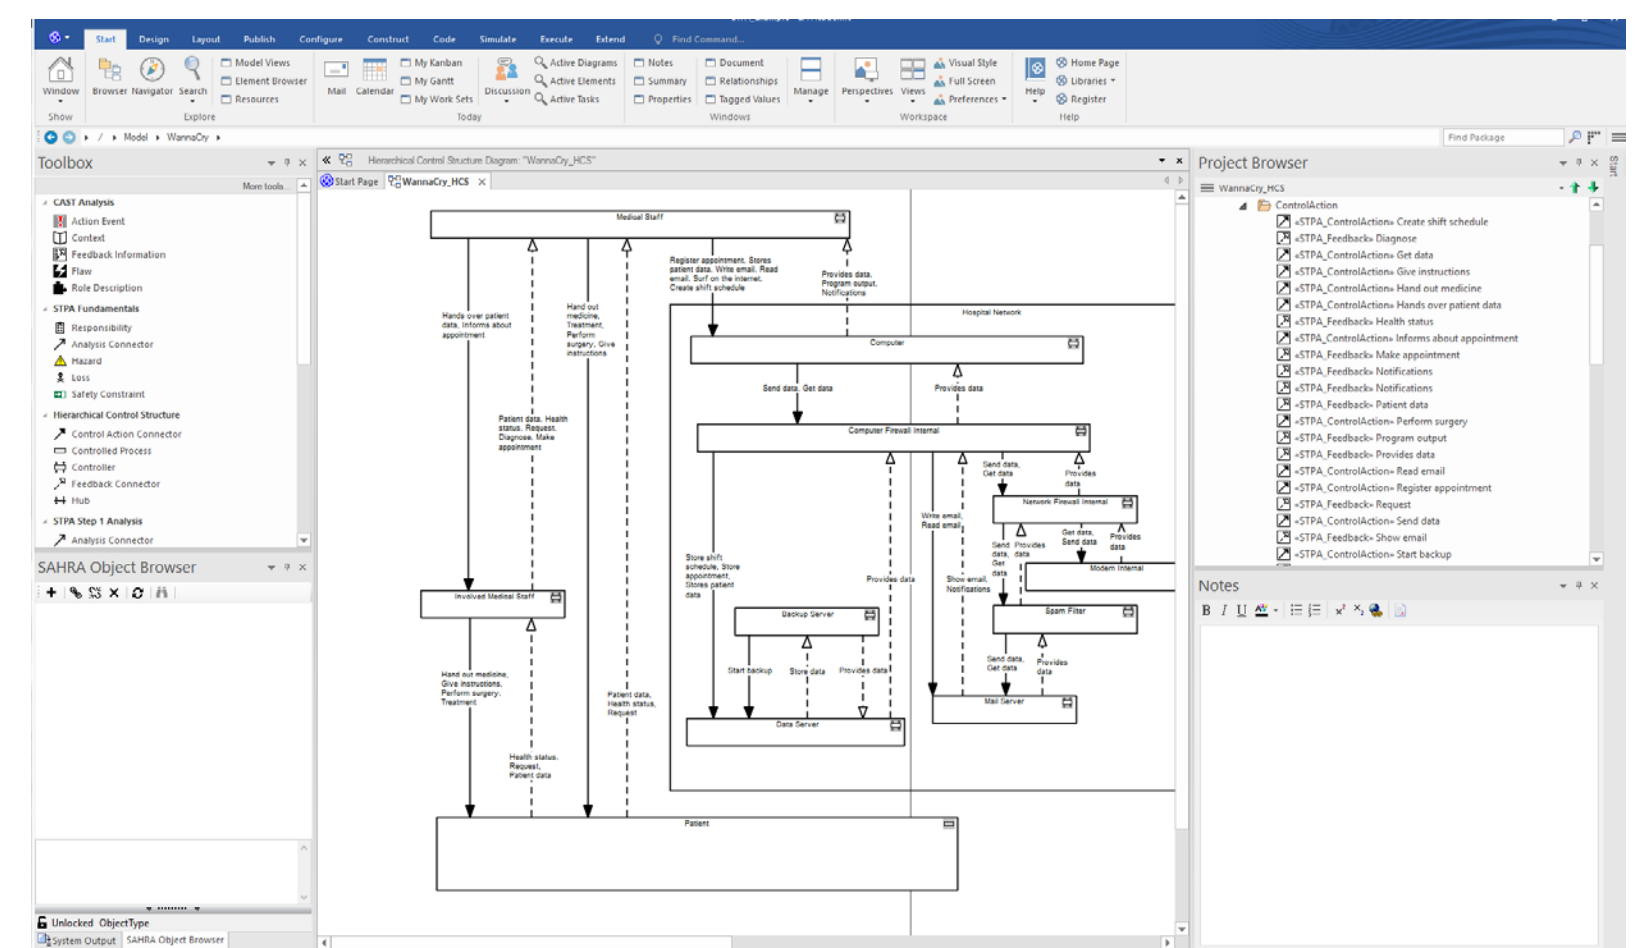 Start Design Layout Publish Configure Construct Code Simulate Execute Extend Find Command...
Window
Show
Browser Navigator Search
Model Views
Element Browser
Resources
Explore
Mail Calendar
My Kanban
My Gantt
My Work Sets
Discussion
Active Diagrams
Active Elements
Active Tasks
Today
Notes
Summary
Properties
Document
Relationships
Tagged Values
Manage
Windows
Perspectives Views
Visual Style
Full Screen
Preferences
Workspace
Help
Home Page
Libraries
Register
Help
/ Model WannaCry
Find Package
Toolbox
More tools...
CAST Analysis
Action Event
Context
Feedback Information
Flaw
Role Description
STPA Fundamentals
Responsibility
Analysis Connector
Hazard
Loss
Safety Constraint
Hierarchical Control Structure
Control Action Connector
Controlled Process
Controller
Feedback Connector
Hub
STPA Step 1 Analysis
Analysis Connector
SAHRA Object Browser
Unlocked ObjectType
System Output SAHRA Object Browser
Hierarchical Control Structure Diagram: "WannaCry_HCS"
Start Page WannaCry_HCS
Medical Staff
Register appointment, Stores
patient data, Write email, Read
email, Surf on the internet,
Create shift schedule
Provides data,
Program output,
Notifications
Hands over patient
data, Informs about
appointment
Hand out
medicine,
Treatment,
Perform
surgery, Give
instructions
Hospital Network
Computer
Send data, Get data
Provides data
Patient data, Health
status, Request,
Diagnose, Make
appointment
Computer Firewall Internal
Send data,
Get data
Provides
data
Network Firewall Internal
Write email,
Read email
Send
data,
Get
data
Provides
data
Get data,
Send data
Provides
data
Modem Internal
Store shift
schedule, Store
appointment,
Stores patient
data
Provides data
Show email,
Notifications
Involved Medical Staff
Backup Server
Spam Filter
Start backup
Store data
Provides data
Send data,
Get data
Provides
data
Hand out medicine,
Give instructions,
Perform surgery,
Treatment
Patient data,
Health status,
Request
Mail Server
Data Server
Health status,
Request,
Patient data
Patient
Project Browser
WannaCry_HCS
ControlAction
«STPA_ControlAction» Create shift schedule
«STPA_Feedback» Diagnose
«STPA_ControlAction» Get data
«STPA_ControlAction» Give instructions
«STPA_ControlAction» Hand out medicine
«STPA_ControlAction» Hands over patient data
«STPA_Feedback» Health status
«STPA_ControlAction» Informs about appointment
«STPA_Feedback» Make appointment
«STPA_Feedback» Notifications
«STPA_Feedback» Notifications
«STPA_Feedback» Patient data
«STPA_ControlAction» Perform surgery
«STPA_Feedback» Program output
«STPA_Feedback» Provides data
«STPA_ControlAction» Read email
«STPA_ControlAction» Register appointment
«STPA_Feedback» Request
«STPA_ControlAction» Send data
«STPA_Feedback» Show email
«STPA_ControlAction» Start backup
Notes
B I U
Start